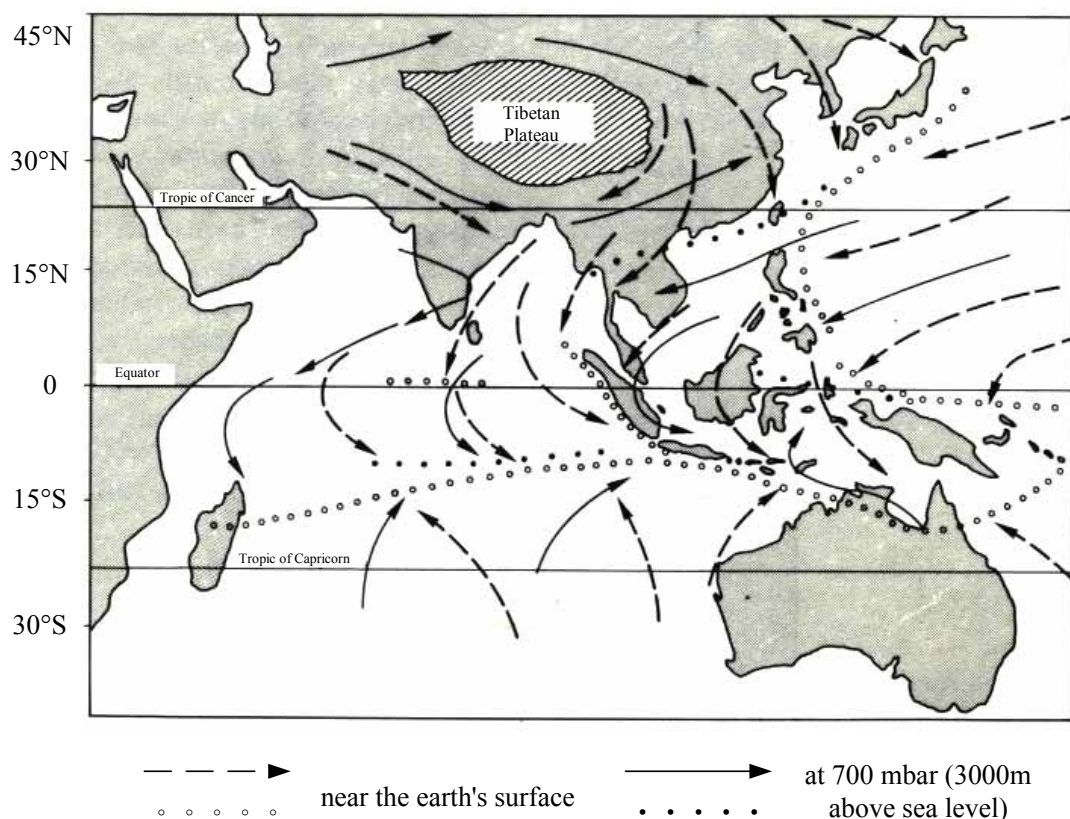 45°N
Tibetan
Plateau
30°N
Tropic of Cancer
15°N
Equator
0
15°S
Tropic of Capricorn
30°S
near the earth's surface
at 700 mbar (3000m
above sea level)